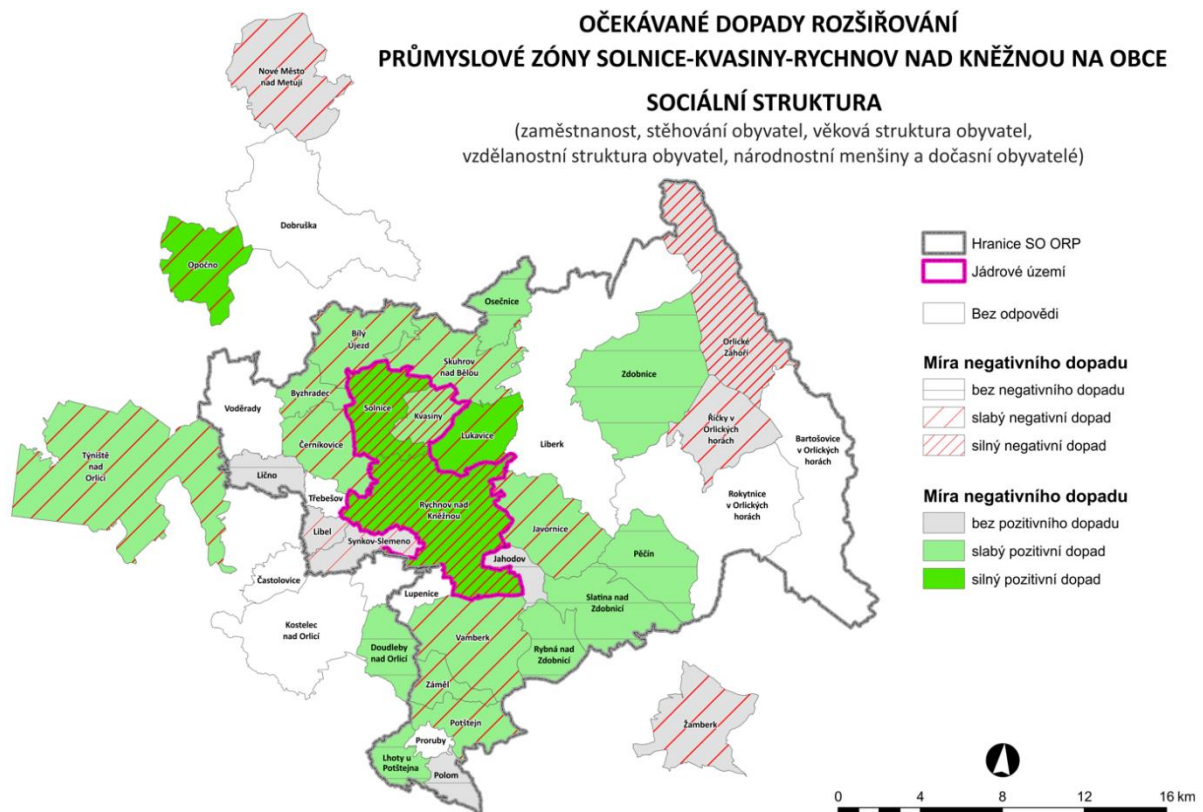 OČEKÁVANÉ DOPADY ROZŠIŘOVÁNÍ
PRŮMYSLOVÉ ZÓNY SOLNICE-KVASINY-RYCHNOV NAD KNĚŽNOU NA OBCE
SOCIÁLNÍ STRUKTURA
(zaměstnanost, stěhování obyvatel, věková struktura obyvatel,
vzdělanostní struktura obyvatel, národnostní menšiny a dočasní obyvatelé)
Nové Město
nad Metují
Dobruška
Opočno
Osečnice
Bílý
Újezd
Skuhrov
nad Bělou
Zdobnice
Orlické
Záhoří
Voděrady
Byzhradec
Solnice
Kvasiny
Říčky v
Orlických
horách
Černíkovice
Lukavice
Liberk
Bartošovice
v Orlických
horách
Týniště
nad
Orlicí
Lično
Třebešov
Rychnov nad
Kněžnou
Rokytnice
v Orlických
horách
Libel
Synkov-Slemeno
Javornice
Jahodov
Pěčín
Častolovice
Lupenice
Slatina nad
Zdobnicí
Kostelec
nad Orlicí
Doudleby
nad Orlicí
Vamberk
Rybná nad
Zdobnicí
Záměl
Potštejn
Žamberk
Proruby
Lhoty u
Potštejna
Polom
Hranice SO ORP
Jádrové území
Bez odpovědi
Míra negativního dopadu
bez negativního dopadu
slabý negativní dopad
silný negativní dopad
Míra negativního dopadu
bez pozitivního dopadu
slabý pozitivní dopad
silný pozitivní dopad
0 4 8 12 16 km